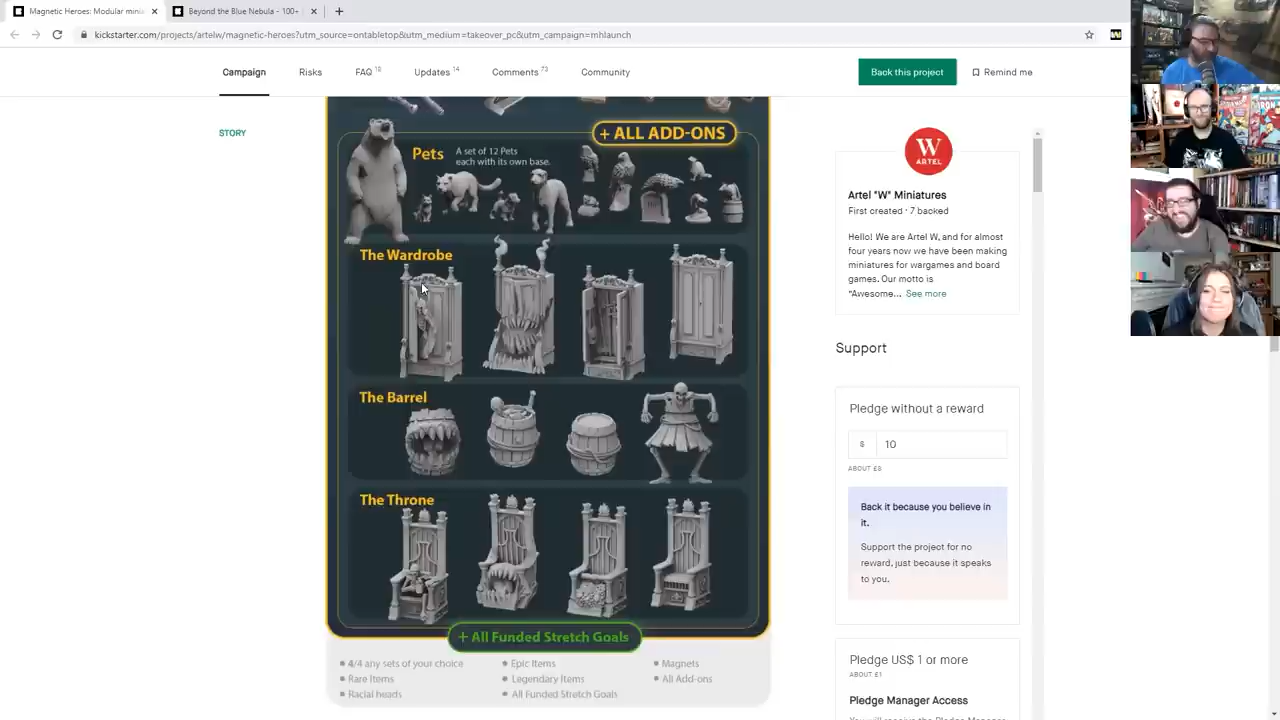 Magnetic Heroes: Modular mini
Beyond the Blue Nebula - 100+
kickstarter.com/projects/artelw/magnetic-heroes?utm_source=ontabletop&utm_medium=takeover_pc&utm_campaign=mhlaunch
Campaign
Risks
FAQ 12
Updates 14
Comments 73
Community
Back this project
Remind me
STORY
+ ALL ADD-ONS
Pets
A set of 12 Pets
each with its own base.
The Wardrobe
The Barrel
The Throne
+ All Funded Stretch Goals
4/4 any sets of your choice
Rare Items
Racial heads
Epic Items
Legendary Items
All Funded Stretch Goals
Magnets
All Add-ons
W
ARTEL
Artel "W" Miniatures
First created · 7 backed
Hello! We are Artel W, and for almost
four years now we have been making
miniatures for wargames and board
games. Our motto is
"Awesome... See more
Support
Pledge without a reward
$ 10
ABOUT £8
Back it because you believe in
it.
Support the project for no
reward, just because it speaks
to you.
Pledge US$ 1 or more
ABOUT £1
Pledge Manager Access